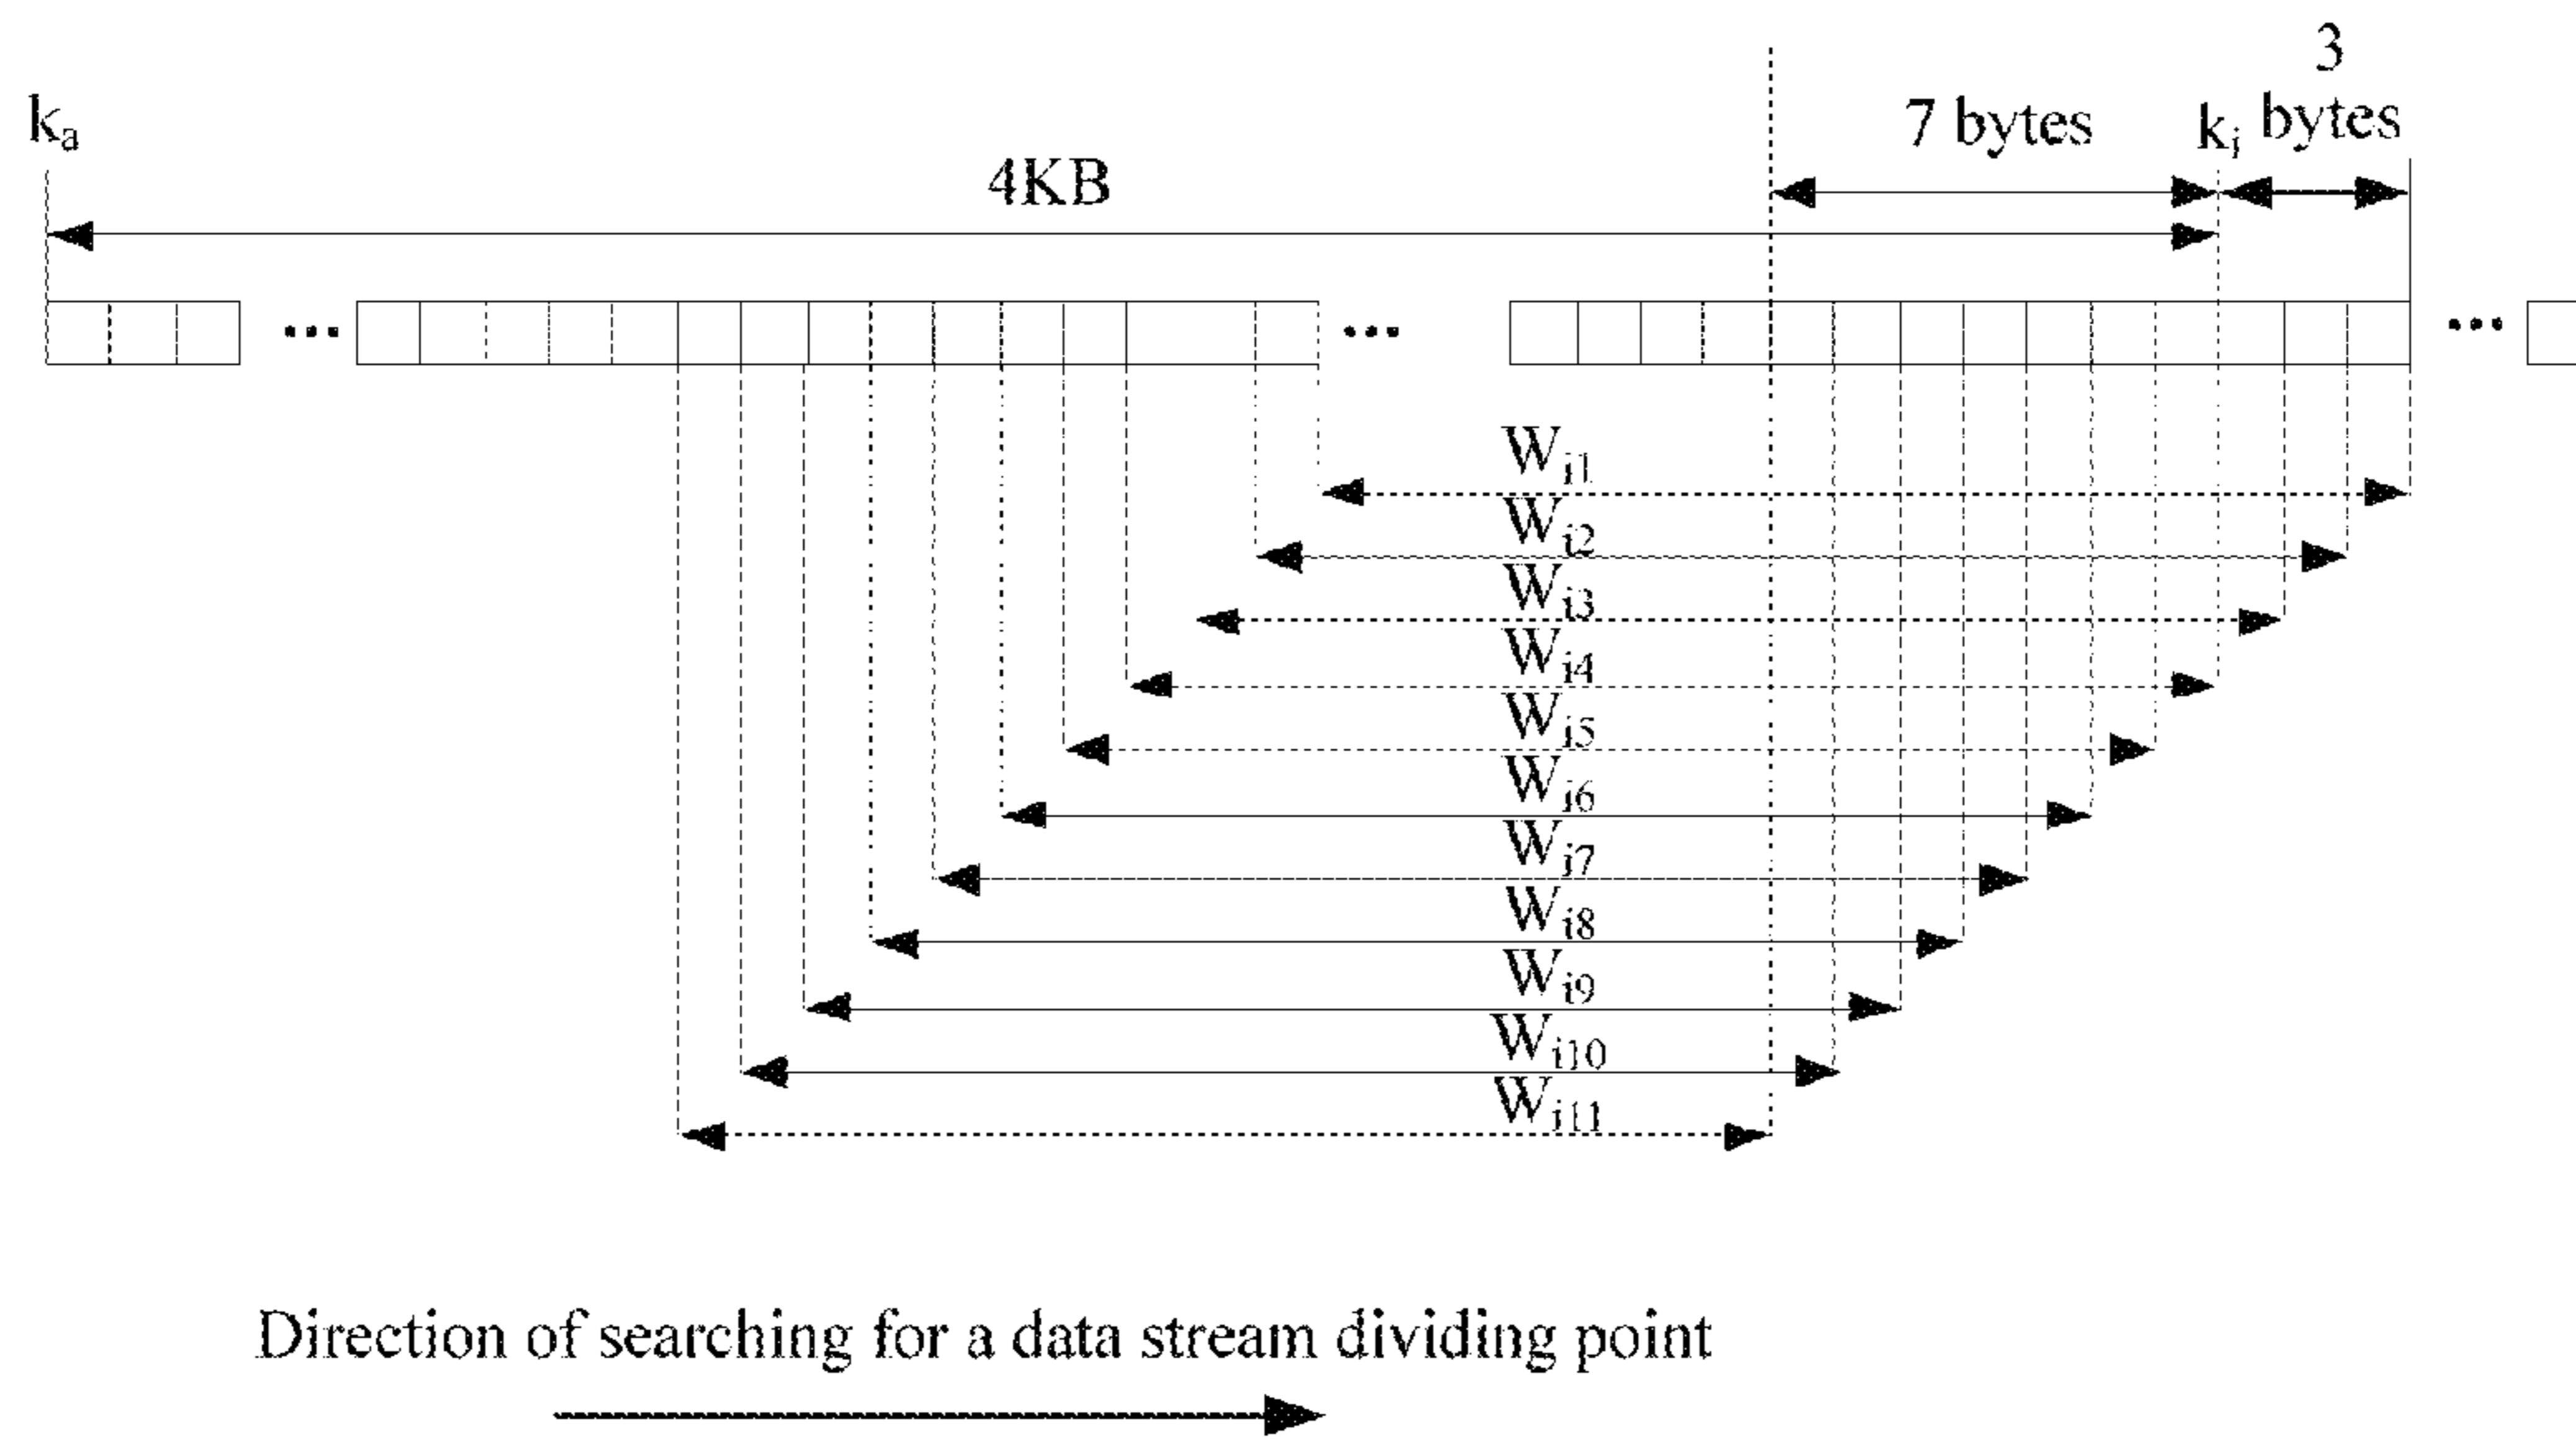 3
kₐ 7 bytes kᵢ bytes
4KB
... ... ...
Wᵢ₁
Wᵢ₂
Wᵢ₃
Wᵢ₄
Wᵢ₅
Wᵢ₆
Wᵢ₇
Wᵢ₈
Wᵢ₉
Wᵢ₁₀
Wᵢ₁₁
Direction of searching for a data stream dividing point